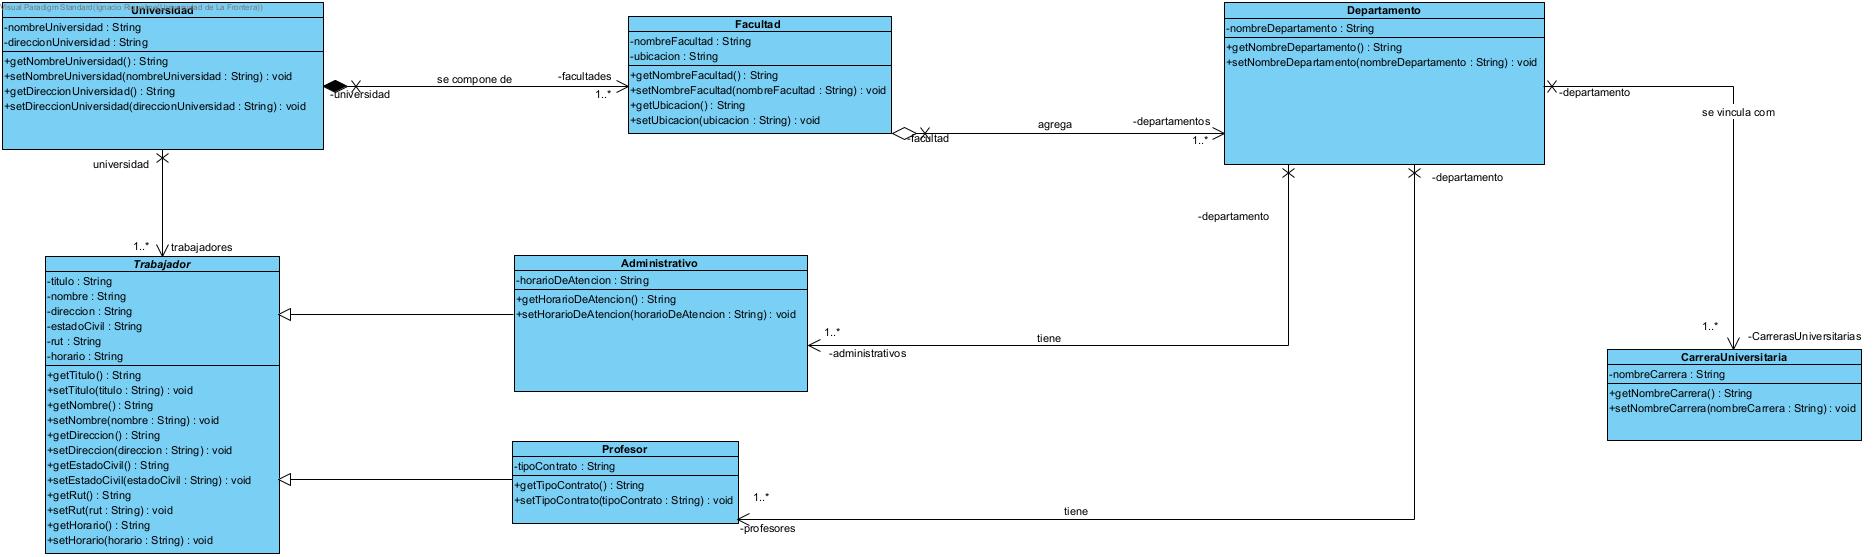 Visual Paradigm Standard(Ignacio
Universidad de La Frontera))
Universidad
-nombreUniversidad : String
-direccionUniversidad : String
+getNombreUniversidad() : String
+setNombreUniversidad(nombreUniversidad : String) : void
+getDireccionUniversidad() : String
+setDireccionUniversidad(direccionUniversidad : String) : void
-universidad
se compone de
-facultades
1..*
Facultad
-nombreFacultad : String
-ubicacion : String
+getNombreFacultad() : String
+setNombreFacultad(nombreFacultad : String) : void
+getUbicacion() : String
+setUbicacion(ubicacion : String) : void
-facultad
agrega
-departamentos
1..*
Departamento
-nombreDepartamento : String
+getNombreDepartamento() : String
+setNombreDepartamento(nombreDepartamento : String) : void
-departamento
se vincula com
1..*
-CarrerasUniversitarias
universidad
1..*
trabajadores
-departamento
-departamento
Trabajador
-titulo : String
-nombre : String
-direccion : String
-estadoCivil : String
-rut : String
-horario : String
+getTitulo() : String
+setTitulo(titulo : String) : void
+getNombre() : String
+setNombre(nombre : String) : void
+getDireccion() : String
+setDireccion(direccion : String) : void
+getEstadoCivil() : String
+setEstadoCivil(estadoCivil : String) : void
+getRut() : String
+setRut(rut : String) : void
+getHorario() : String
+setHorario(horario : String) : void
Administrativo
-horarioDeAtencion : String
+getHorarioDeAtencion() : String
+setHorarioDeAtencion(horarioDeAtencion : String) : void
1..*
-administrativos
tiene
CarreraUniversitaria
-nombreCarrera : String
+getNombreCarrera() : String
+setNombreCarrera(nombreCarrera : String) : void
Profesor
-tipoContrato : String
+getTipoContrato() : String
+setTipoContrato(tipoContrato : String) : void
1..*
-profesores
tiene